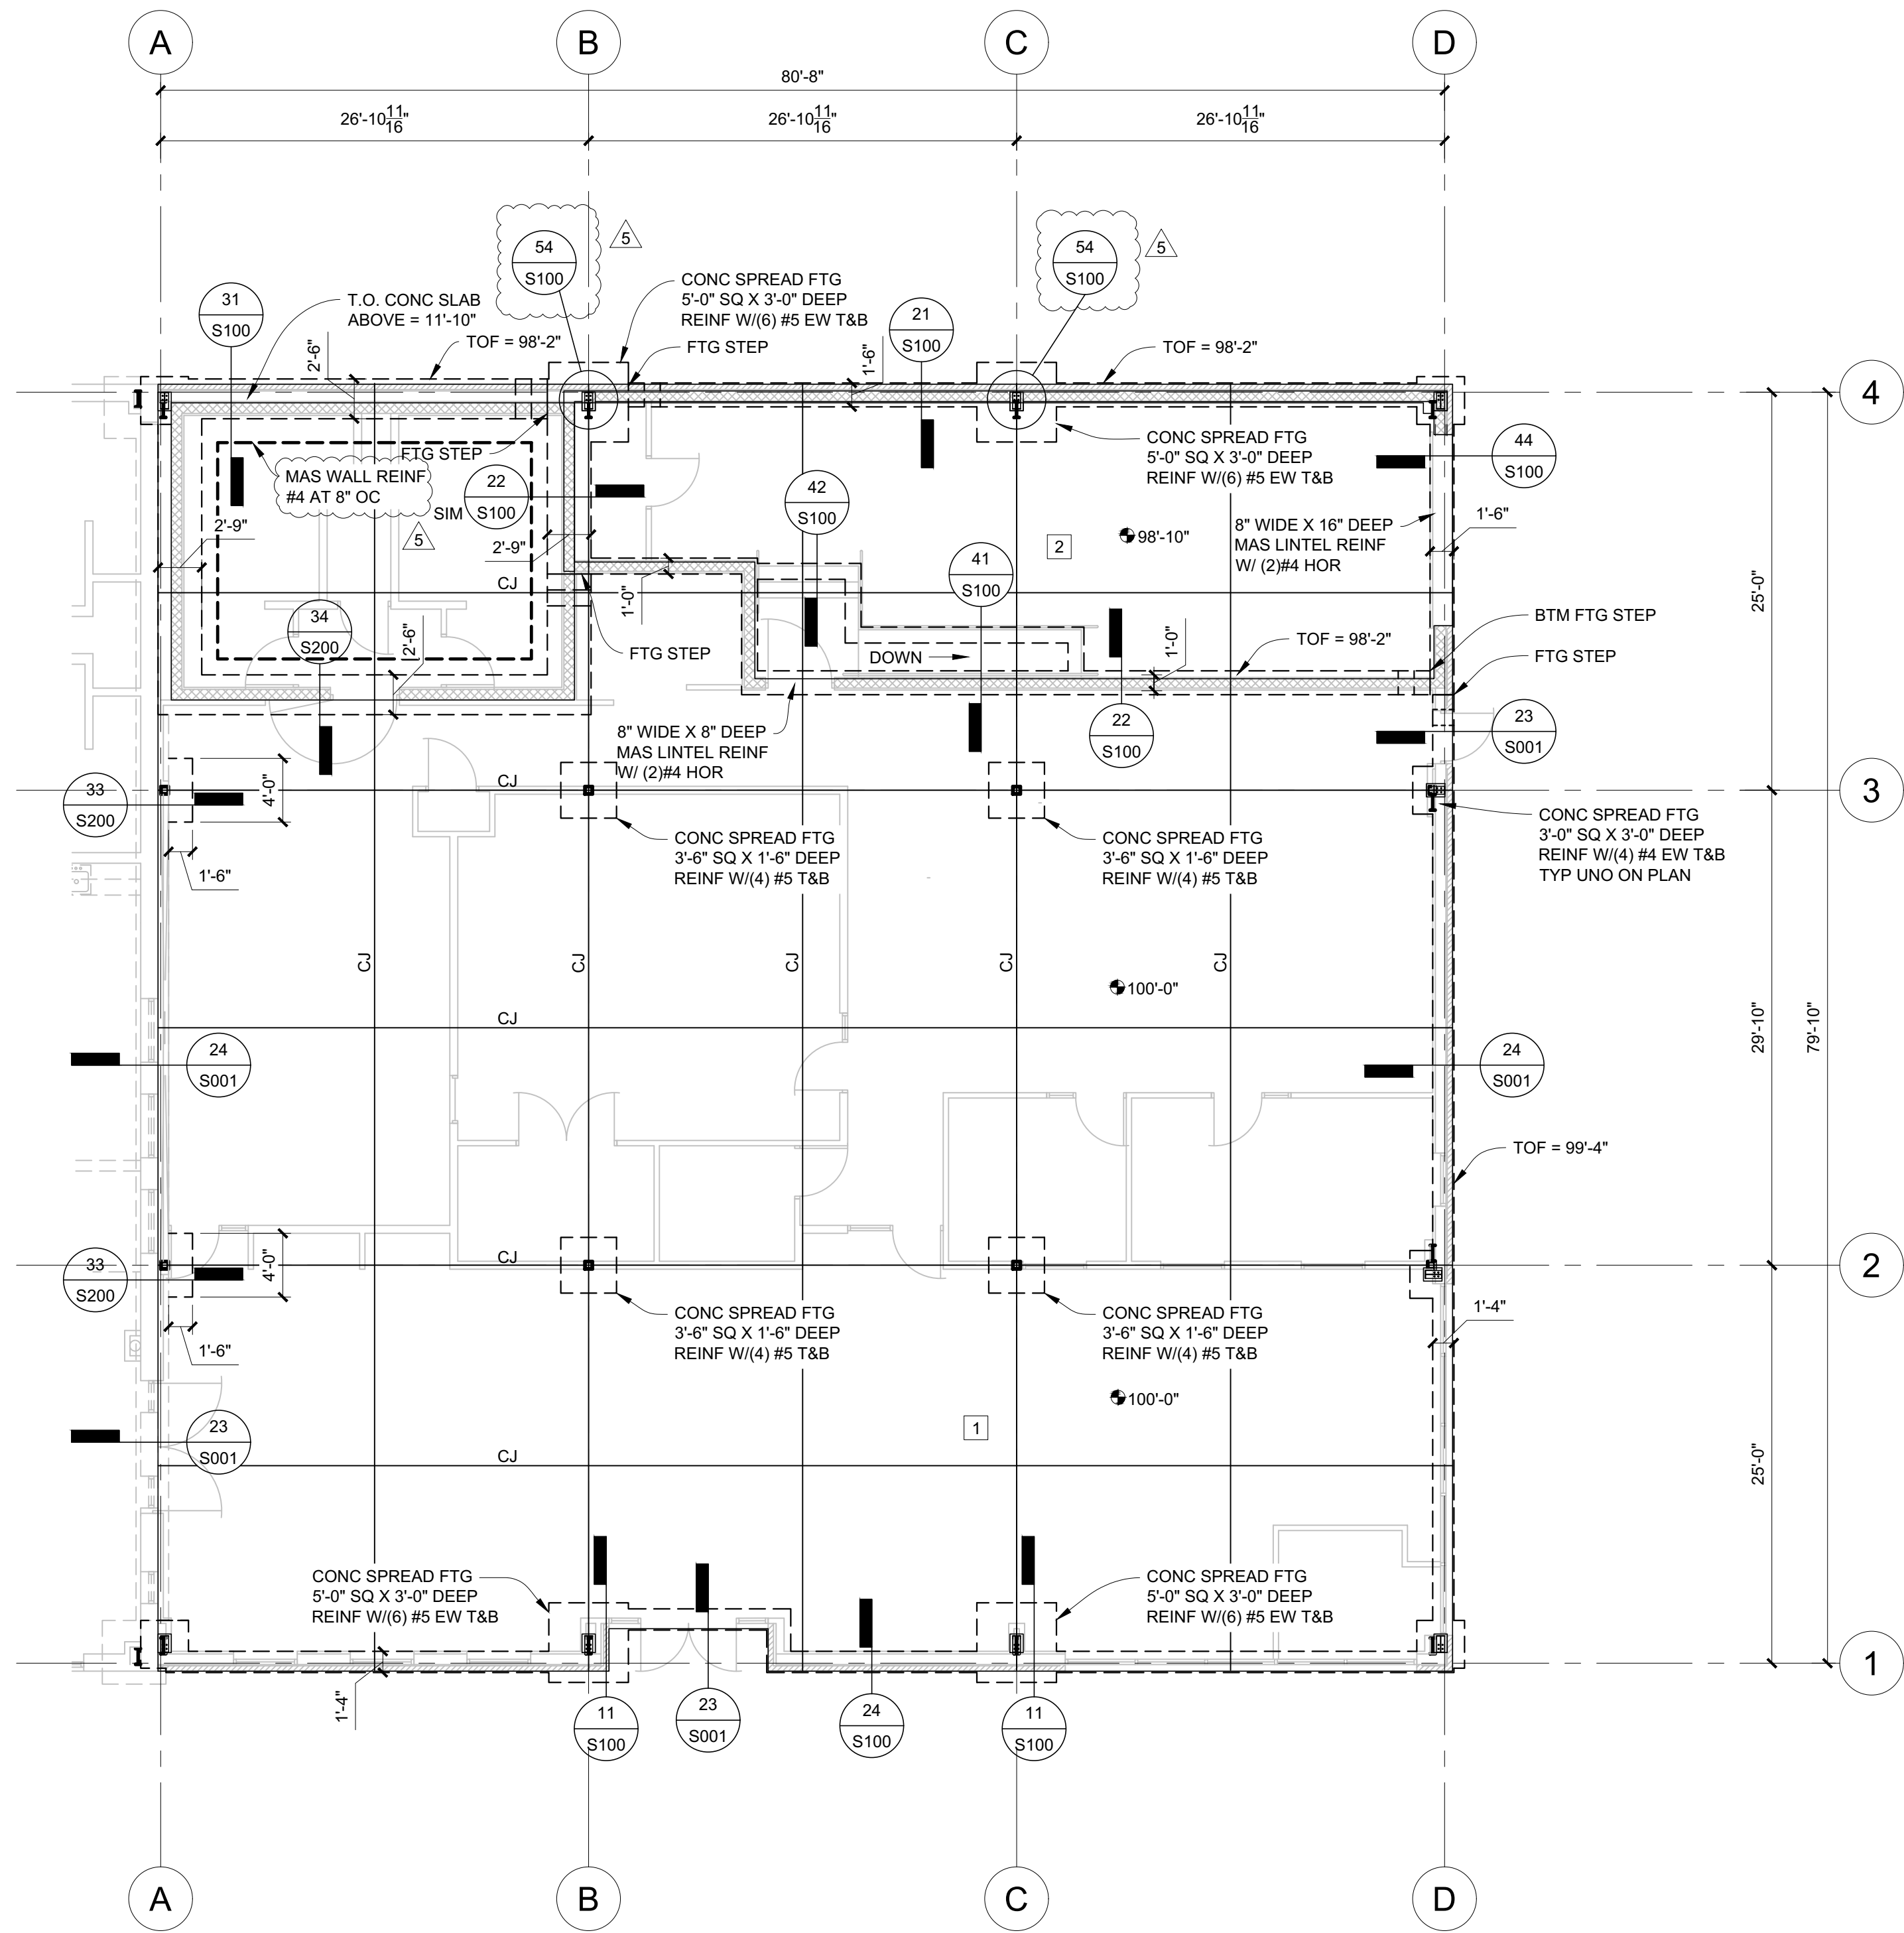 A
B
C
D
80'-8"
26'-10 11/16"
26'-10 11/16"
26'-10 11/16"
54
S100
5
54
S100
5
31
S100
T.O. CONC SLAB
ABOVE = 11'-10"
CONC SPREAD FTG
5'-0" SQ X 3'-0" DEEP
REINF W/(6) #5 EW T&B
21
S100
2'-6"
TOF = 98'-2"
FTG STEP
1'-6"
TOF = 98'-2"
4
MAS WALL REINF
#4 AT 8" OC
5
FTG STEP
SIM
22
S100
42
S100
CONC SPREAD FTG
5'-0" SQ X 3'-0" DEEP
REINF W/(6) #5 EW T&B
44
S100
8" WIDE X 16" DEEP
MAS LINTEL REINF
W/ (2)#4 HOR
1'-6"
2'-9"
2'-9"
2
98'-10"
41
S100
CJ
1'-0"
25'-0"
34
S200
2'-6"
FTG STEP
DOWN
1'-0"
TOF = 98'-2"
BTM FTG STEP
FTG STEP
8" WIDE X 8" DEEP
MAS LINTEL REINF
W/ (2)#4 HOR
22
S100
23
S001
33
S200
4'-0"
CJ
3
1'-6"
CONC SPREAD FTG
3'-6" SQ X 1'-6" DEEP
REINF W/(4) #5 T&B
CONC SPREAD FTG
3'-6" SQ X 1'-6" DEEP
REINF W/(4) #5 T&B
CONC SPREAD FTG
3'-0" SQ X 3'-0" DEEP
REINF W/(4) #4 EW T&B
TYP UNO ON PLAN
CJ
CJ
CJ
CJ
CJ
100'-0"
CJ
29'-10"
79'-10"
24
S001
24
S001
TOF = 99'-4"
33
S200
4'-0"
CJ
2
1'-6"
CONC SPREAD FTG
3'-6" SQ X 1'-6" DEEP
REINF W/(4) #5 T&B
CONC SPREAD FTG
3'-6" SQ X 1'-6" DEEP
REINF W/(4) #5 T&B
1'-4"
100'-0"
1
23
S001
CJ
25'-0"
CONC SPREAD FTG
5'-0" SQ X 3'-0" DEEP
REINF W/(6) #5 EW T&B
CONC SPREAD FTG
5'-0" SQ X 3'-0" DEEP
REINF W/(6) #5 EW T&B
1
1'-4"
11
S100
23
S001
24
S100
11
S100
A
B
C
D